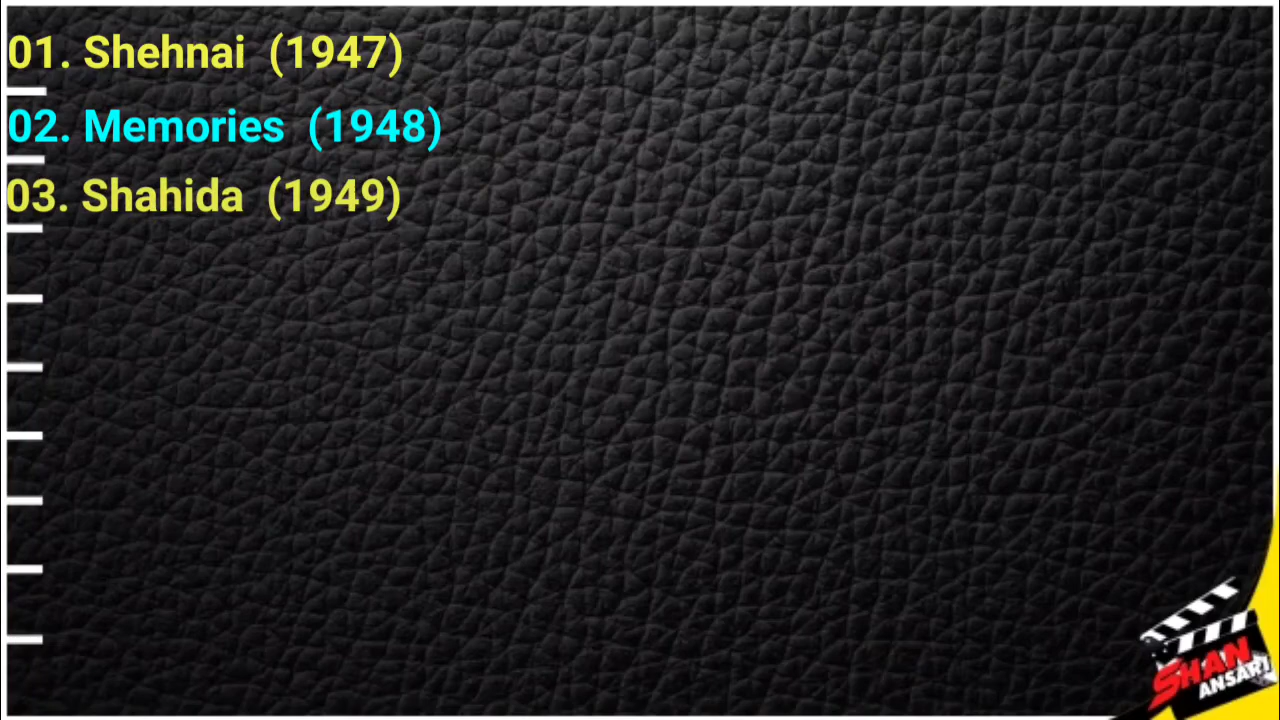 01. Shehnai (1947)
02. Memories (1948)
03. Shahida (1949)
SHAN
ANSARI